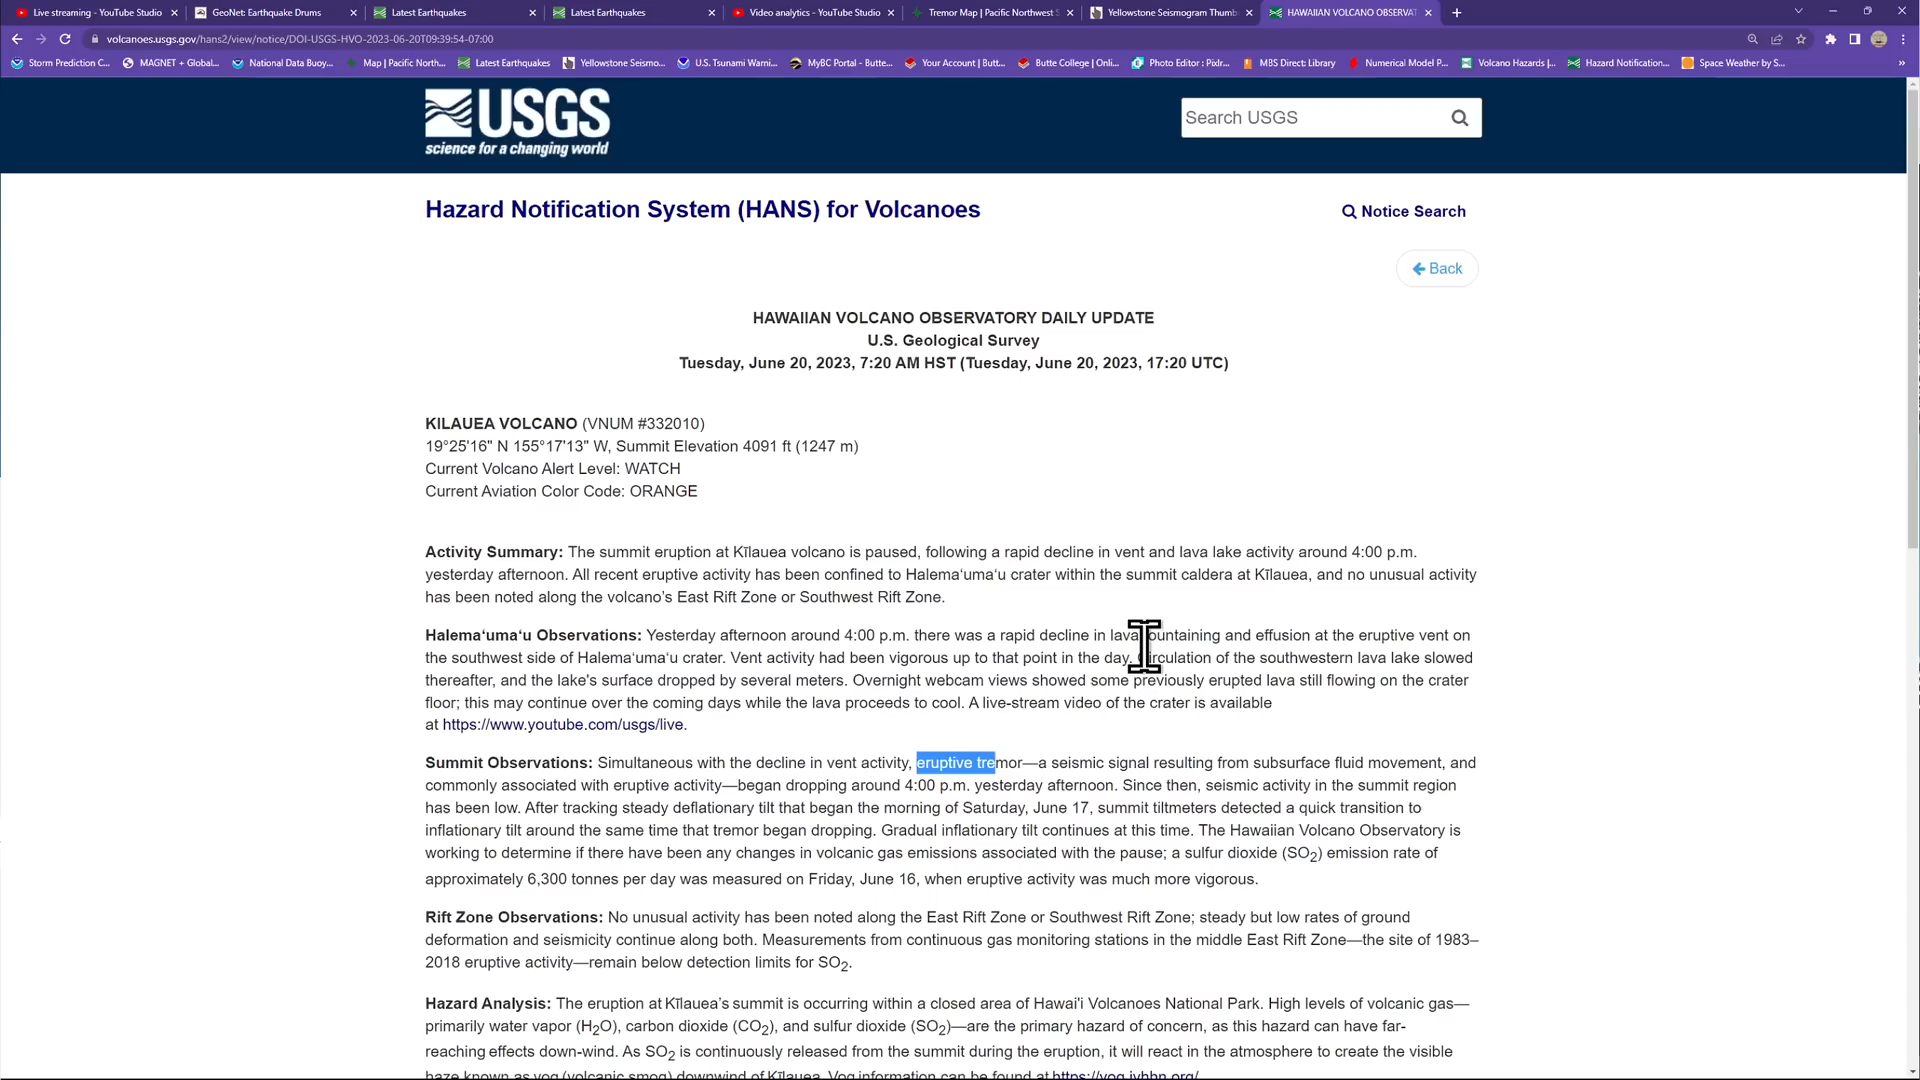 Live streaming - YouTube Studio
GeoNet: Earthquake Drums
Latest Earthquakes
Latest Earthquakes
Video analytics - YouTube Studio
Tremor Map | Pacific Northwest S
Yellowstone Seismogram Thumb
HAWAIIAN VOLCANO OBSERVAT
volcanoes.usgs.gov/hans2/view/notice/DOI-USGS-HVO-2023-06-20T09:39:54-07:00
Storm Prediction C...
MAGNET + Global...
National Data Buoy...
Map | Pacific North...
Latest Earthquakes
Yellowstone Seismo...
U.S. Tsunami Warni...
MyBC Portal - Butte...
Your Account | Butt...
Butte College | Onli...
Photo Editor : Pixlr...
MBS Direct: Library
Numerical Model P...
Volcano Hazards |...
Hazard Notification...
Space Weather by S...
USGS
science for a changing world
Search USGS
Hazard Notification System (HANS) for Volcanoes
Notice Search
Back
HAWAIIAN VOLCANO OBSERVATORY DAILY UPDATE
U.S. Geological Survey
Tuesday, June 20, 2023, 7:20 AM HST (Tuesday, June 20, 2023, 17:20 UTC)
KILAUEA VOLCANO (VNUM #332010)
19°25'16" N 155°17'13" W, Summit Elevation 4091 ft (1247 m)
Current Volcano Alert Level: WATCH
Current Aviation Color Code: ORANGE
Activity Summary: The summit eruption at Kīlauea volcano is paused, following a rapid decline in vent and lava lake activity around 4:00 p.m.
yesterday afternoon. All recent eruptive activity has been confined to Halemaʻumaʻu crater within the summit caldera at Kīlauea, and no unusual activity
has been noted along the volcano’s East Rift Zone or Southwest Rift Zone.
Halemaʻumaʻu Observations: Yesterday afternoon around 4:00 p.m. there was a rapid decline in lava fountaining and effusion at the eruptive vent on
the southwest side of Halemaʻumaʻu crater. Vent activity had been vigorous up to that point in the day. Circulation of the southwestern lava lake slowed
thereafter, and the lake's surface dropped by several meters. Overnight webcam views showed some previously erupted lava still flowing on the crater
floor; this may continue over the coming days while the lava proceeds to cool. A live-stream video of the crater is available
at https://www.youtube.com/usgs/live.
Summit Observations: Simultaneous with the decline in vent activity, eruptive tremor—a seismic signal resulting from subsurface fluid movement, and
commonly associated with eruptive activity—began dropping around 4:00 p.m. yesterday afternoon. Since then, seismic activity in the summit region
has been low. After tracking steady deflationary tilt that began the morning of Saturday, June 17, summit tiltmeters detected a quick transition to
inflationary tilt around the same time that tremor began dropping. Gradual inflationary tilt continues at this time. The Hawaiian Volcano Observatory is
working to determine if there have been any changes in volcanic gas emissions associated with the pause; a sulfur dioxide (SO2) emission rate of
approximately 6,300 tonnes per day was measured on Friday, June 16, when eruptive activity was much more vigorous.
Rift Zone Observations: No unusual activity has been noted along the East Rift Zone or Southwest Rift Zone; steady but low rates of ground
deformation and seismicity continue along both. Measurements from continuous gas monitoring stations in the middle East Rift Zone—the site of 1983–
2018 eruptive activity—remain below detection limits for SO2.
Hazard Analysis: The eruption at Kīlauea’s summit is occurring within a closed area of Hawaiʻi Volcanoes National Park. High levels of volcanic gas—
primarily water vapor (H2O), carbon dioxide (CO2), and sulfur dioxide (SO2)—are the primary hazard of concern, as this hazard can have far-
reaching effects down-wind. As SO2 is continuously released from the summit during the eruption, it will react in the atmosphere to create the visible
haze known as vog (volcanic smog) downwind of Kīlauea. Vog information can be found at https://vog.ivhhn.org/